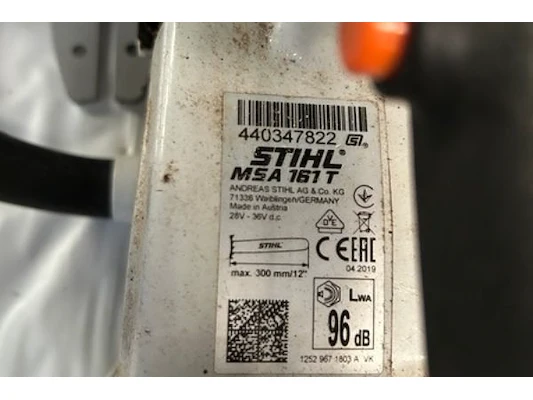 440347822
STIHL
MSA 161 T
ANDREAS STIHL AG & Co. KG
71336 Waiblingen/GERMANY
Made in Austria
28V - 36V d.c.
VDE
CE EAC
04.2019
STIHL
max. 300 mm/12"
LWA
96 dB
1252 967 1803 A VK